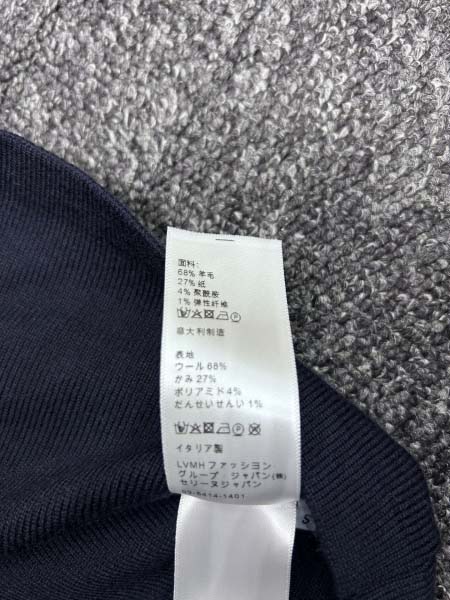 面料:
68% 羊毛
27% 纸
4% 聚酰胺
1% 弹性纤维
意大利制造
表地
ウール 68%
かみ 27%
ポリアミド 4%
だんせいせんい 1%
イタリア製
LVMH ファッション
グループ・ジャパン(株)
セリーヌジャパン
03-5414-1401
S